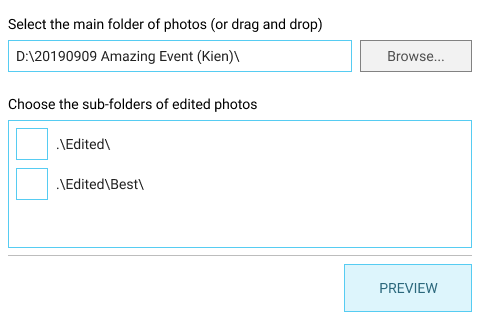 Select the main folder of photos (or drag and drop)
D:\20190909 Amazing Event (Kien)\
Browse...
Choose the sub-folders of edited photos
.\Edited\
.\Edited\Best\
PREVIEW